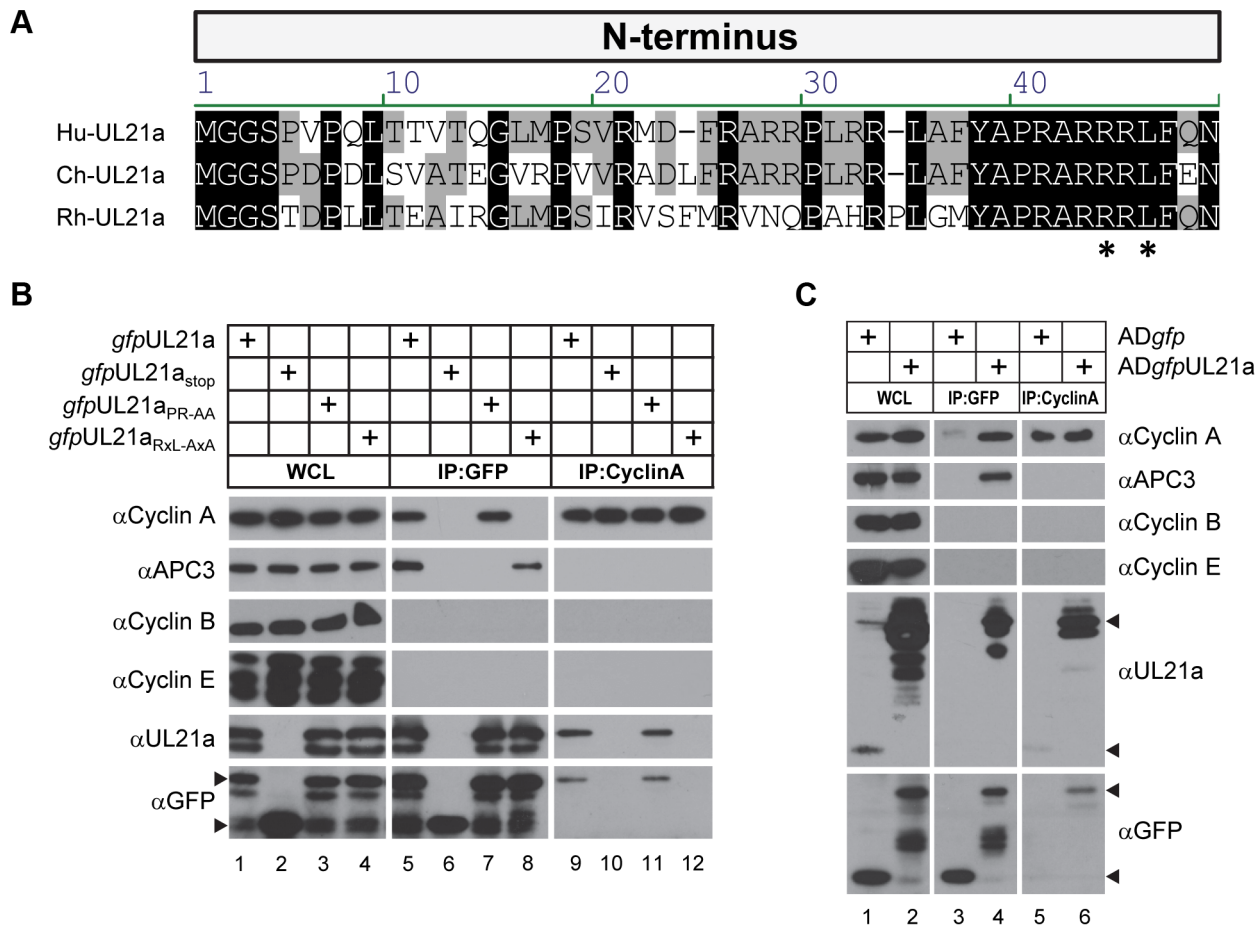 A
N-terminus
1 10 20 30 40
Hu-UL21a MGGSPVPQLTTVTQGLMPSVRMD-FRARRPLRR-LAFYAPRARRRLFQN
Ch-UL21a MGGSPDPDLSVATEGVRPVVRADLFRARRPLRR-LAFYAPRARRRLFEN
Rh-UL21a MGGSTDPLLTEAIRGLMPSIRVSFMRVNQPAHRPLGMYAPRARRRLFQN
* *
B
gfpUL21a + + +
gfpUL21astop + + +
gfpUL21aPR-AA + + +
gfpUL21aRxL-AxA + + +
WCL IP:GFP IP:CyclinA
αCyclin A
αAPC3
αCyclin B
αCyclin E
αUL21a
αGFP
1 2 3 4 5 6 7 8 9 10 11 12
C
+ + + ADgfp
+ + + ADgfpUL21a
WCL IP:GFP IP:CyclinA
αCyclin A
αAPC3
αCyclin B
αCyclin E
αUL21a
αGFP
1 2 3 4 5 6